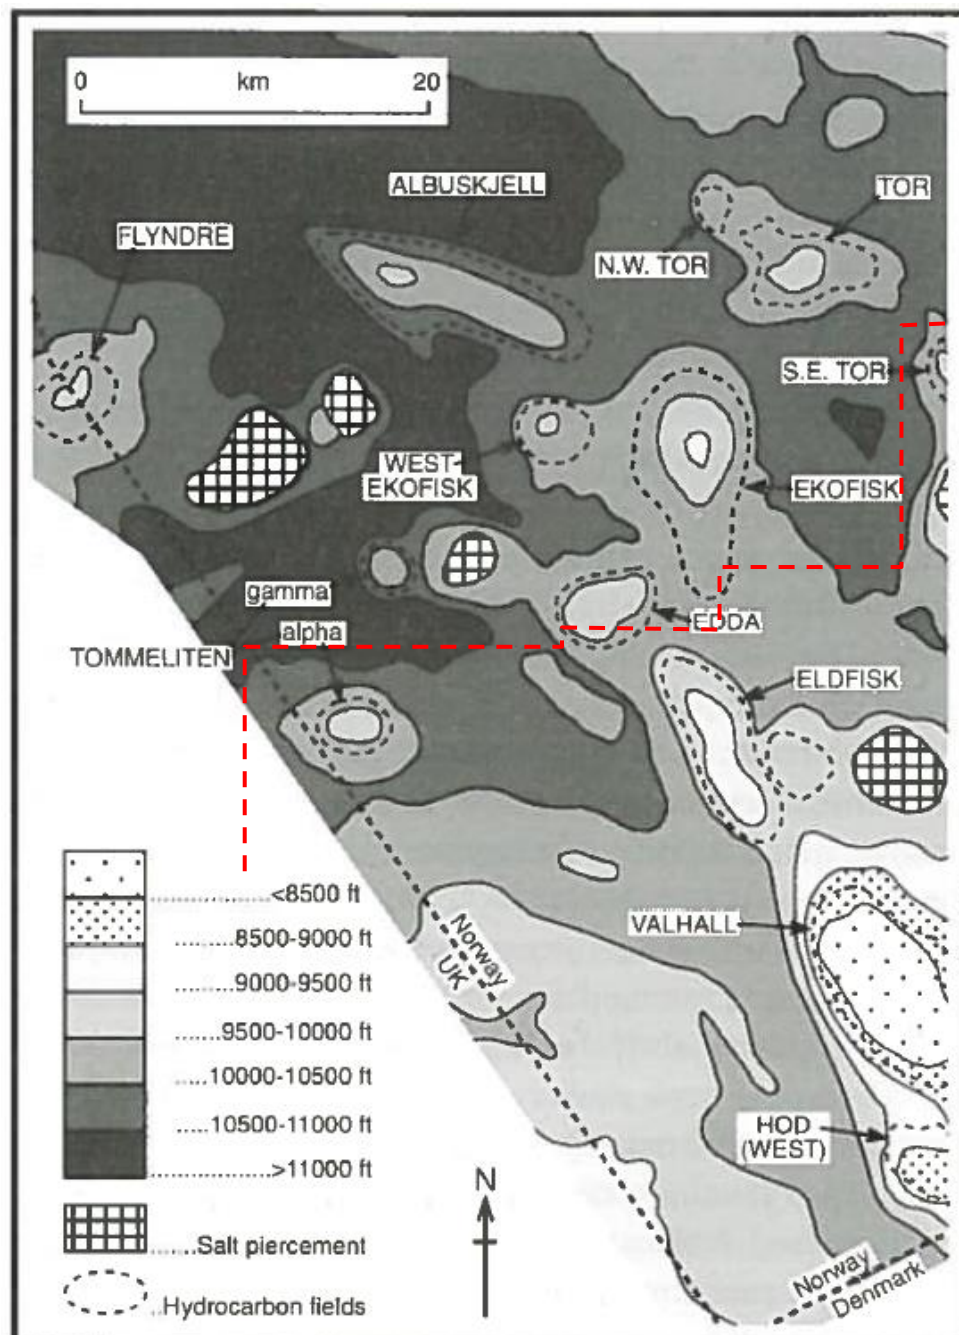 0 km 20
ALBUSKJELL
TOR
FLYNDRE
N.W. TOR
S.E. TOR
WEST-
EKOFISK
EKOFISK
gamma
alpha
EDDA
TOMMELITEN
ELDFISK
<8500 ft
8500-9000 ft
9000-9500 ft
9500-10000 ft
10000-10500 ft
10500-11000 ft
>11000 ft
VALHALL
Norway
UK
HOD
(WEST)
N
Salt piercement
Hydrocarbon fields
Norway
Denmark